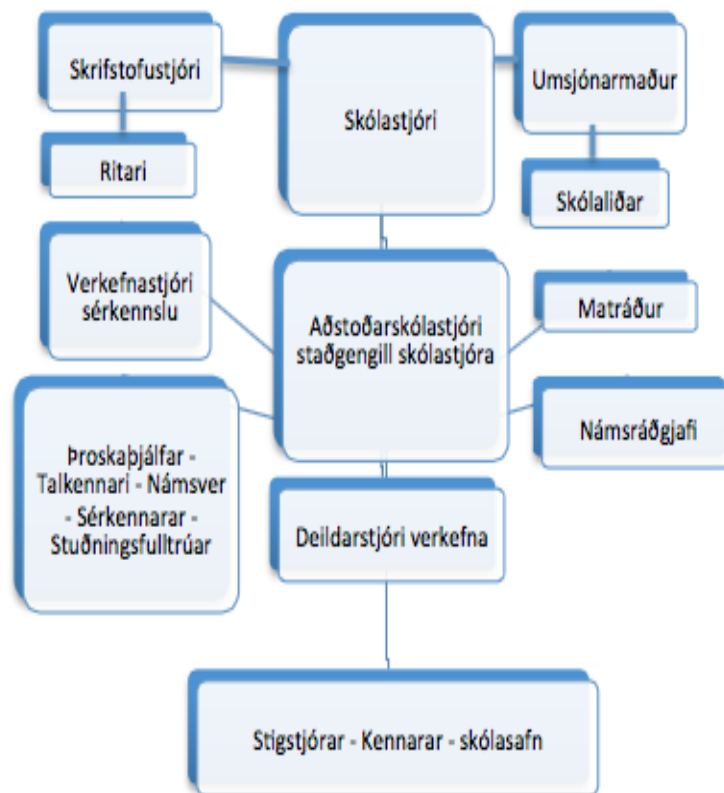 Skrifstofustjóri
Skólastjóri
Umsjónarmaður
Ritari
Skólaliðar
Verkefnastjóri
sérkennslu
Aðstoðarskólastjóri
staðgengill skólastjóra
Matráður
Þroskaþjálfar -
Talkennari - Námsver
- Sérkennarar -
Stuðningsfulltrúar
Námsráðgjafi
Deildarstjóri verkefna
Stigstjórar - Kennarar - skólasafn